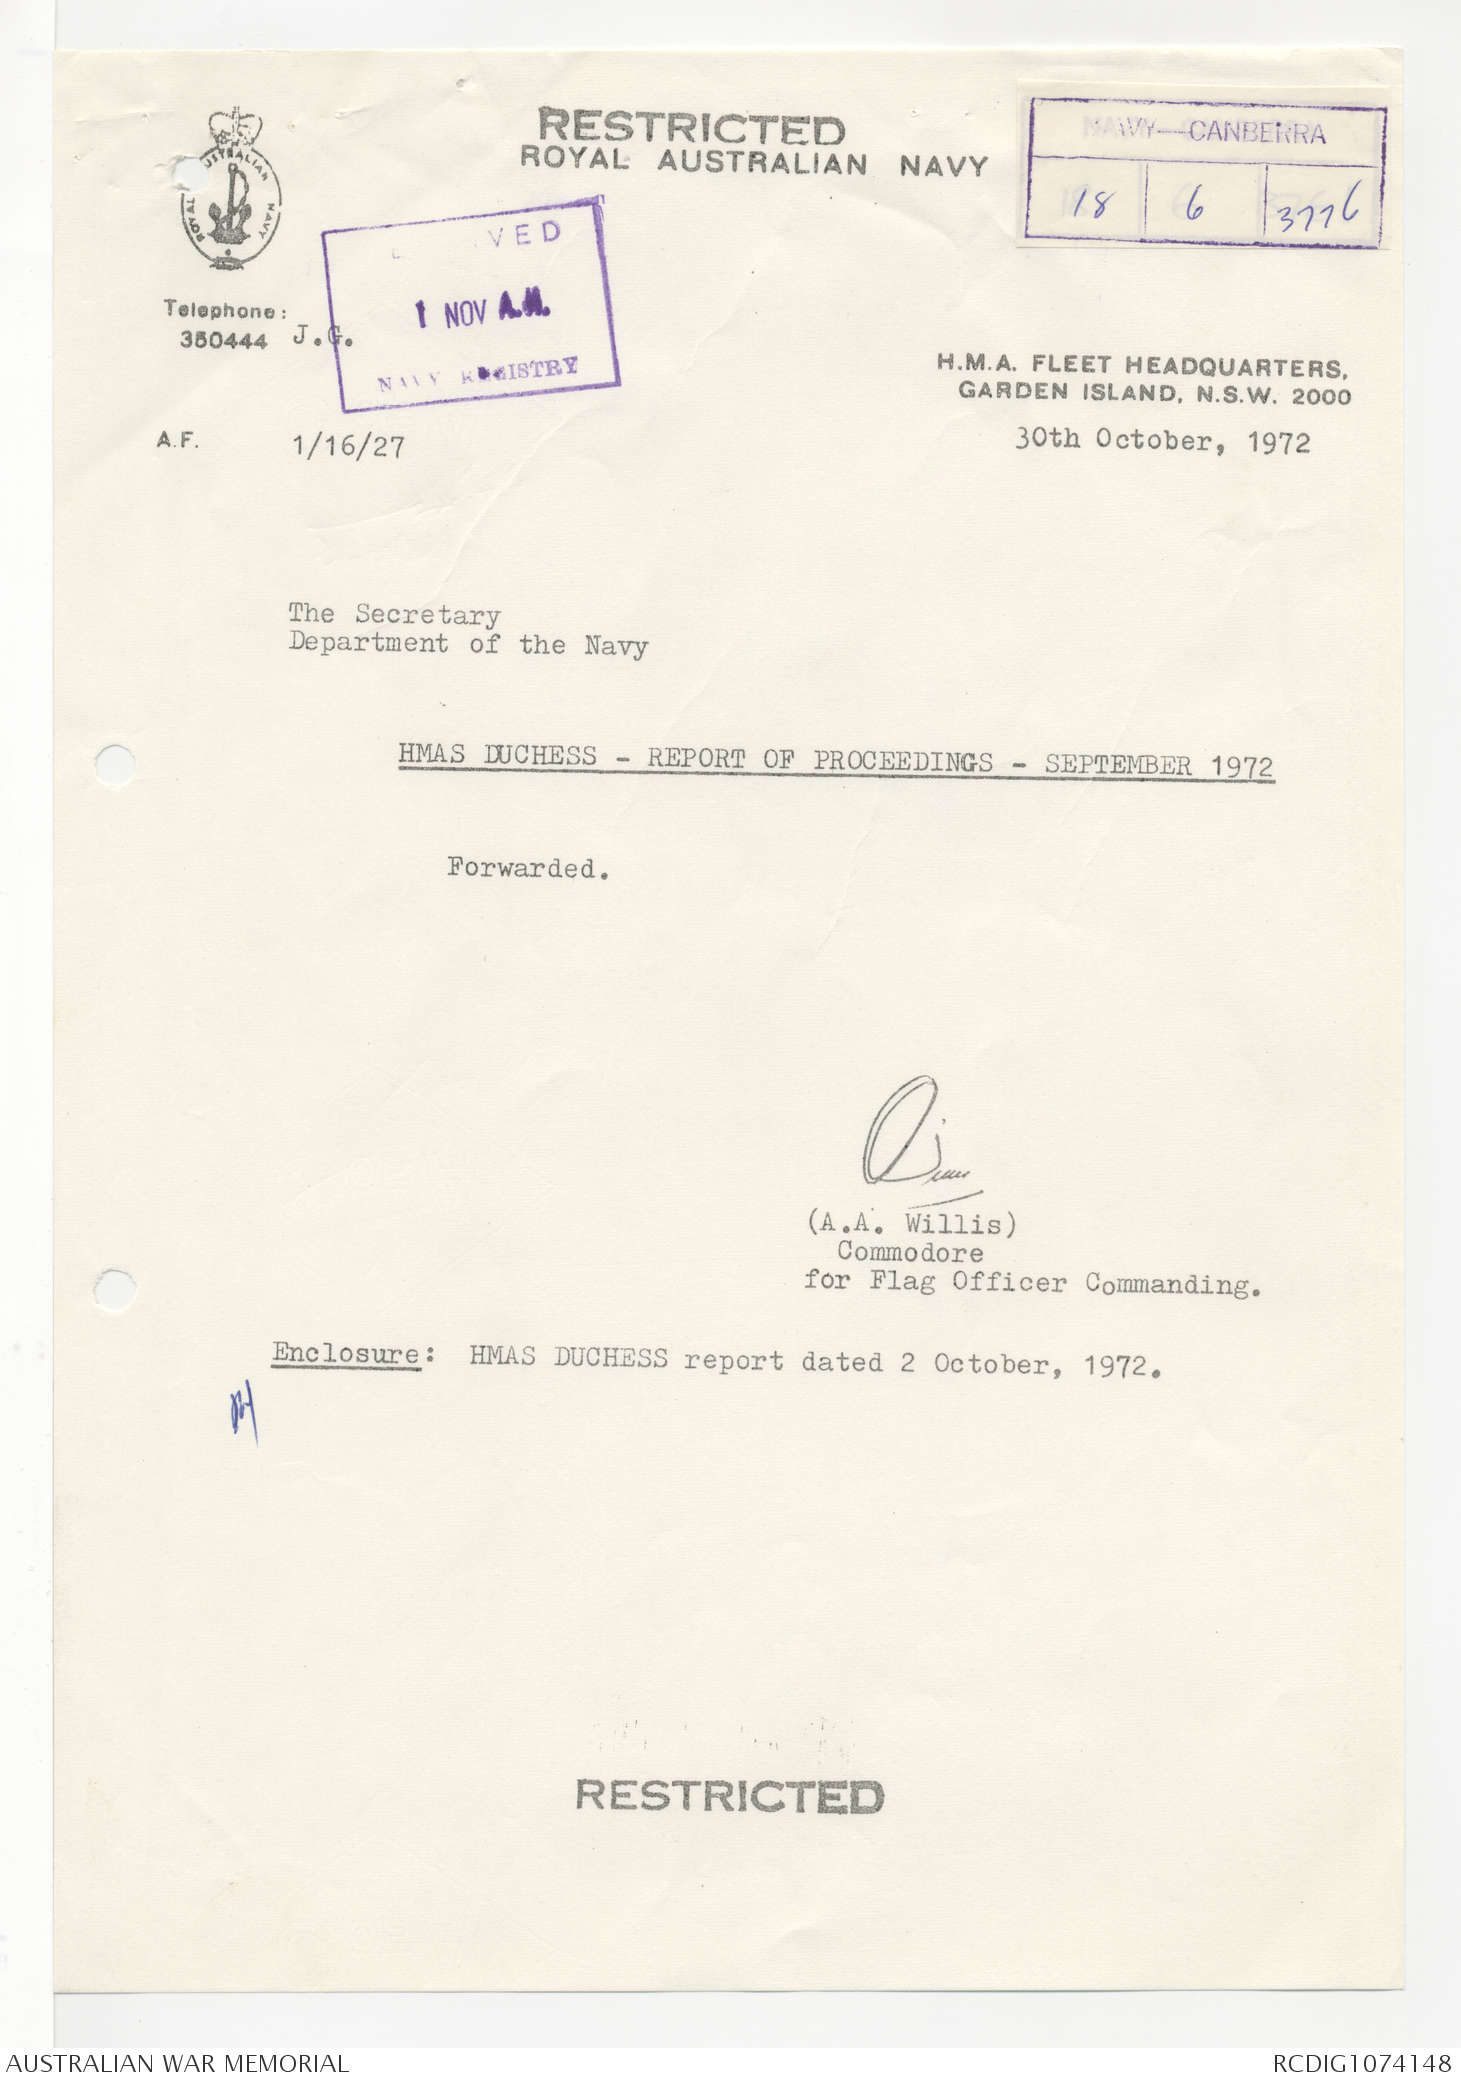 RESTRICTED
ROYAL AUSTRALIAN NAVY
NAVY—CANBERRA
18 6 3776
ROYAL AUSTRALIAN NAVY
1 NOV A.M.
NAVY REGISTRY
Telephone:
350444 J.G.
H.M.A. FLEET HEADQUARTERS,
GARDEN ISLAND, N.S.W. 2000
A.F. 1/16/27
30th October, 1972
The Secretary
Department of the Navy
HMAS DUCHESS - REPORT OF PROCEEDINGS - SEPTEMBER 1972
Forwarded.
(A.A. Willis)
Commodore
for Flag Officer Commanding.
Enclosure: HMAS DUCHESS report dated 2 October, 1972.
RESTRICTED
AUSTRALIAN WAR MEMORIAL
RCDIG1074148